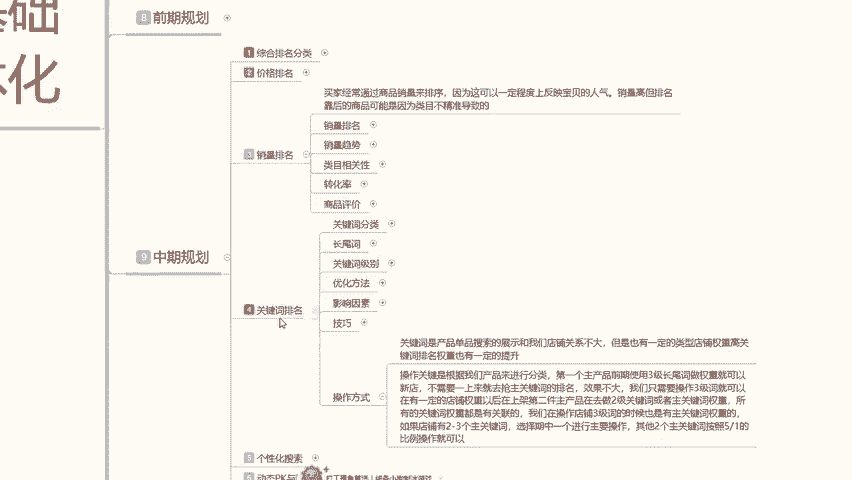 础
化
8 前期规划
1 综合排名分类
2 价格排名
买家经常通过商品销量来排序，因为这可以一定程度上反映宝贝的人气。销量高但排名
靠后的商品可能是因为类目不精准导致的
销量排名
销量趋势
3 销量排名
类目相关性
转化率
商品评价
关键词分类
长尾词
9 中期规划
关键词级别
优化方法
4 关键词排名
影响因素
技巧
关键词是产品单品搜索的展示和我们店铺关系不大，但是也有一定的类型店铺权重高关
键词排名权重也有一定的提升
操作方式
操作关键是根据我们产品来进行分类，第一个主产品前期使用3级长尾词做权重就可以
新店，不需要一上来就去抢主关键词的排名，效果不大，我们只需要操作3级词就可以
在有一定的店铺权重以后在上架第二件主产品在去做2级关键词或者主关键词权重，所
有的关键词权重都是有关联的，我们在操作店铺3级词的时候也是有主关键词权重的，
如果店铺有2-3个主关键词，选择期中一个进行主要操作，其他2个主关键词按照5/1的
比例操作就可以
5 个性化搜索
6 动态PK与